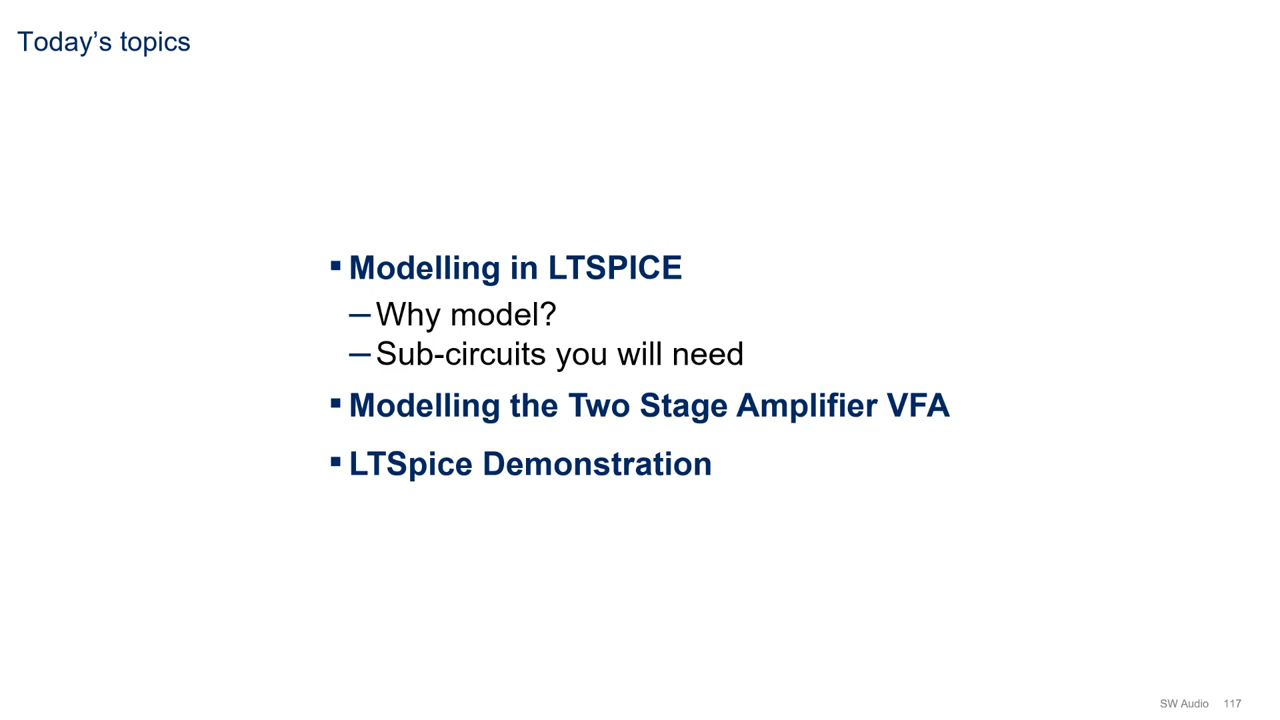 Today’s topics
▪ Modelling in LTSPICE
– Why model?
– Sub-circuits you will need
▪ Modelling the Two Stage Amplifier VFA
▪ LTSpice Demonstration
SW Audio 117